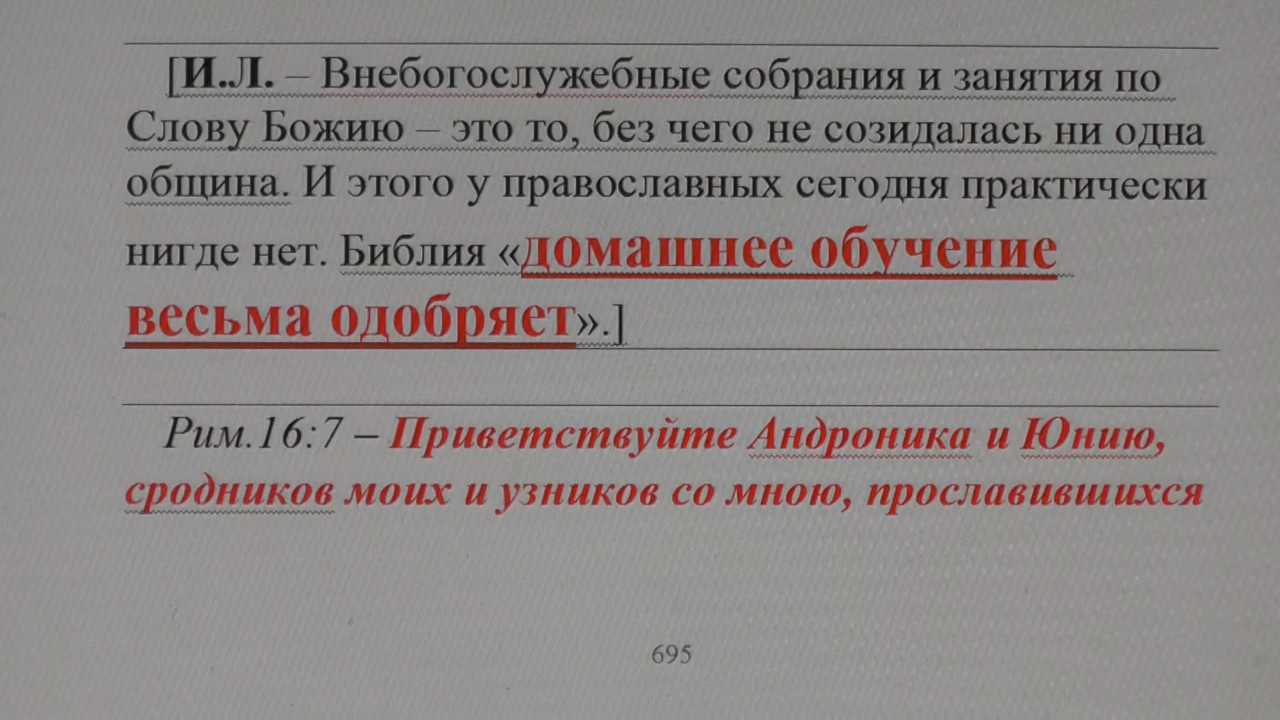 [И.Л. – Внебогослужебные собрания и занятия по
Слову Божию – это то, без чего не созидалась ни одна
община. И этого у православных сегодня практически
нигде нет. Библия «домашнее обучение
весьма одобряет».]
Рим.16:7 – Приветствуйте Андроника и Юнию,
сродников моих и узников со мною, прославившихся
695